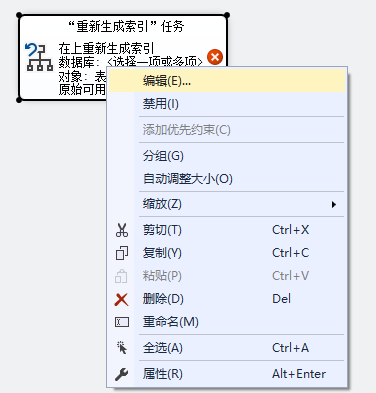 “重新生成索引”任务
在上重新生成索引
数据库：<选择一项或多项>
对象：表
原始可用
编辑(E)...
禁用(I)
添加优先约束(C)
分组(G)
自动调整大小(O)
缩放(Z)
剪切(T) Ctrl+X
复制(Y) Ctrl+C
粘贴(P) Ctrl+V
删除(D) Del
重命名(M)
全选(A) Ctrl+A
属性(R) Alt+Enter